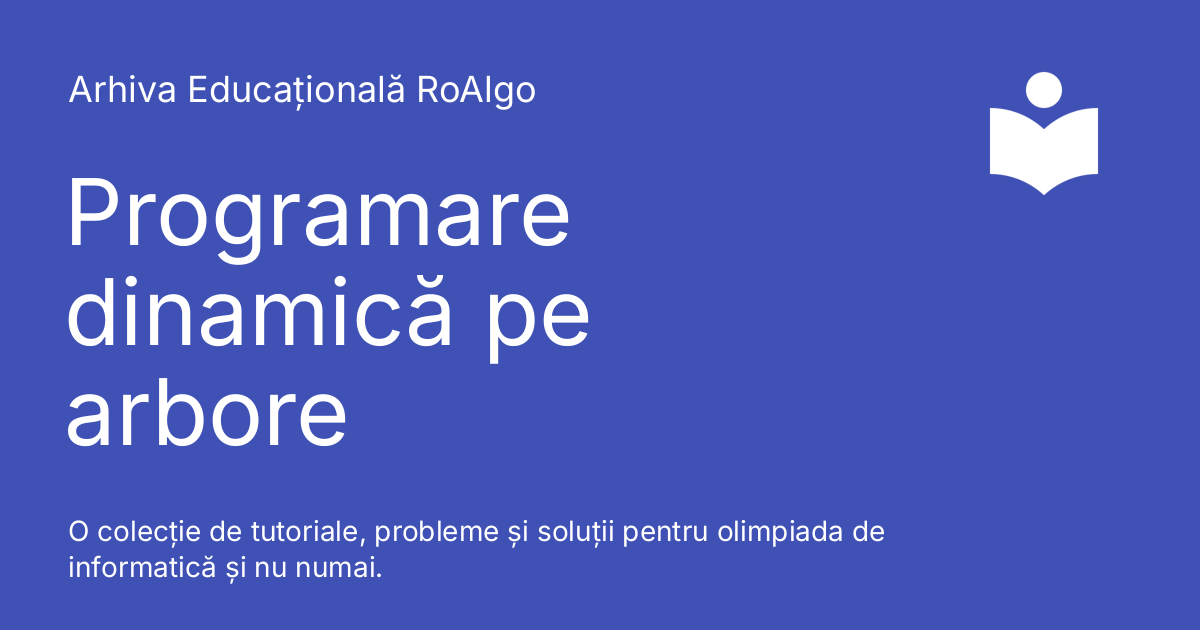 Arhiva Educațională RoAlgo
Programare
dinamică pe
arbore
O colecție de tutoriale, probleme și soluții pentru olimpiada de
informatică și nu numai.